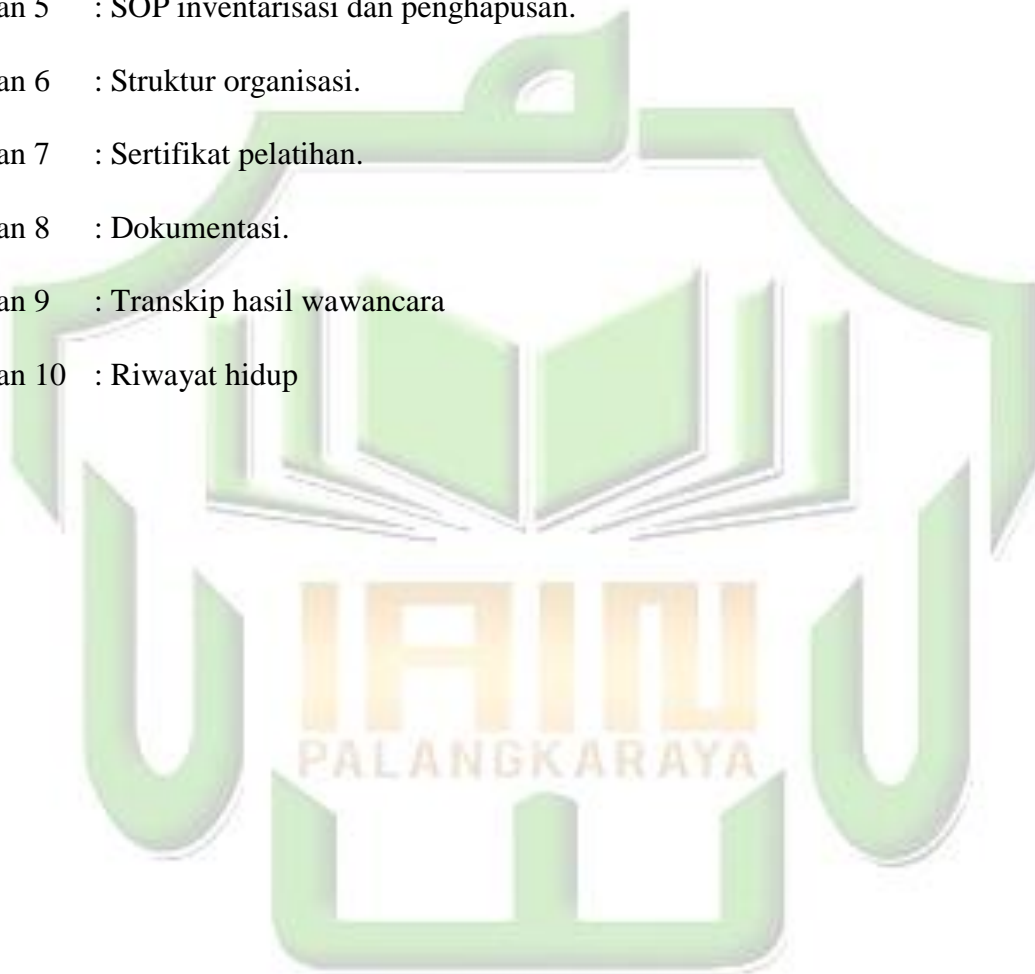 an 5 : SOP inventarisasi dan penghapusan.
an 6 : Struktur organisasi.
an 7 : Sertifikat pelatihan.
an 8 : Dokumentasi.
an 9 : Transkip hasil wawancara
an 10 : Riwayat hidup
IAIN
PALANGKARAYA